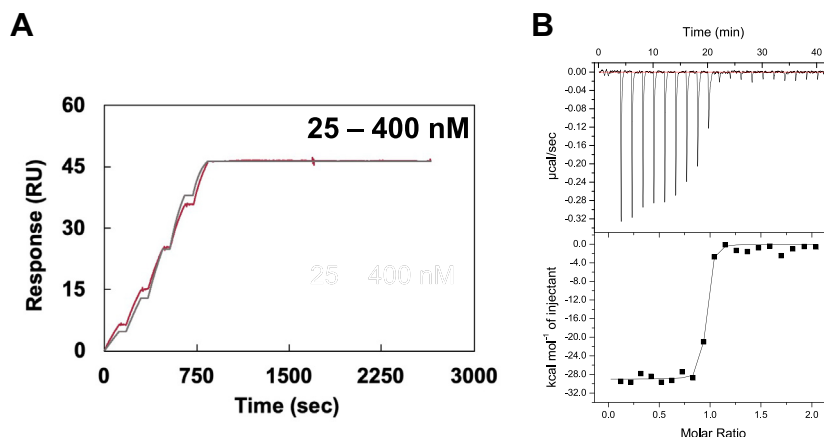 A
60
45
30
15
0
Response (RU)
25 – 400 nM
25 – 400 nM
0 750 1500 2250 3000
Time (sec)
B
Time (min)
0 10 20 30 40
0.00
-0.04
-0.08
-0.12
-0.16
-0.20
-0.24
-0.28
-0.32
µcal/sec
0.0
-4.0
-8.0
-12.0
-16.0
-20.0
-24.0
-28.0
-32.0
kcal mol⁻¹ of injectant
0.0 0.5 1.0 1.5 2.0
Molar Ratio